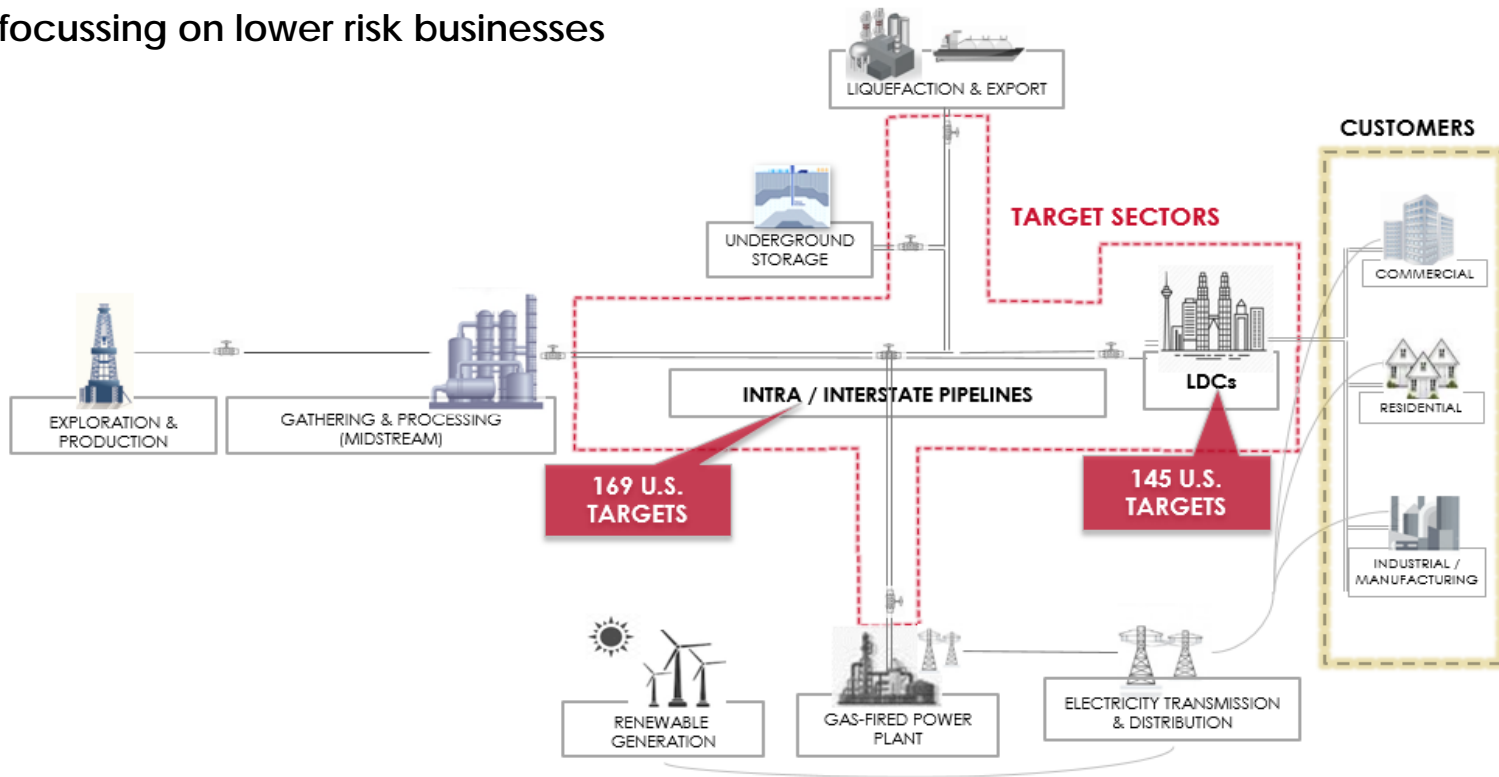 focussing on lower risk businesses
LIQUEFACTION & EXPORT
CUSTOMERS
UNDERGROUND
STORAGE
TARGET SECTORS
COMMERCIAL
EXPLORATION &
PRODUCTION
GATHERING & PROCESSING
(MIDSTREAM)
INTRA / INTERSTATE PIPELINES
LDCs
RESIDENTIAL
169 U.S.
TARGETS
145 U.S.
TARGETS
INDUSTRIAL /
MANUFACTURING
RENEWABLE
GENERATION
GAS-FIRED POWER
PLANT
ELECTRICITY TRANSMISSION
& DISTRIBUTION